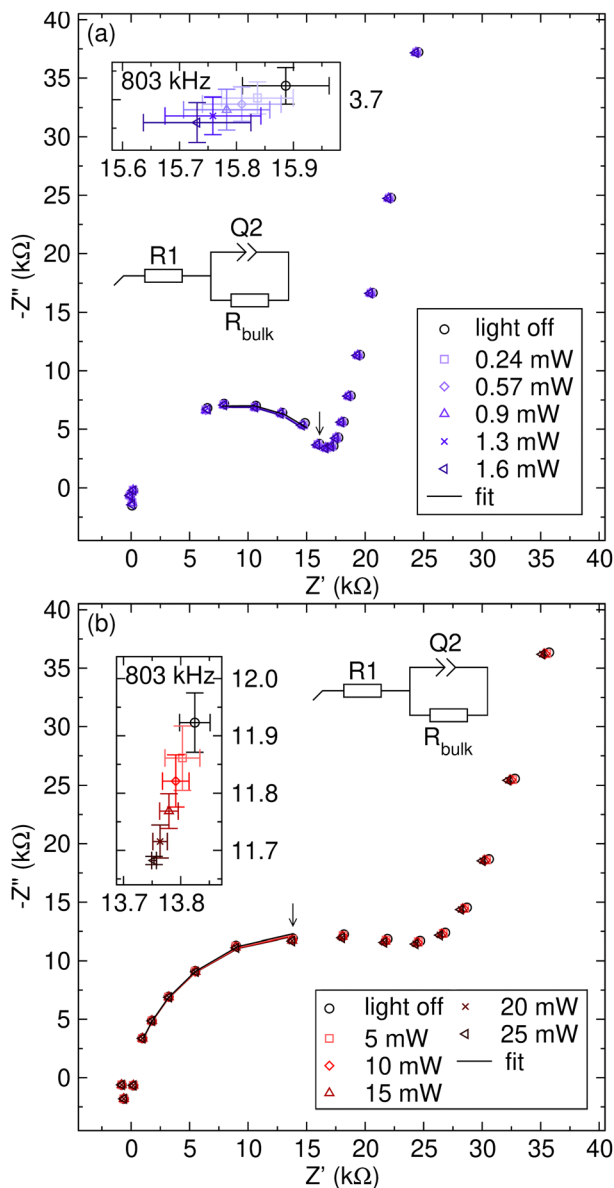 (a)
40
35
30
25
20
15
10
5
0
-Z" (kΩ)
803 kHz
3.7
15.6 15.7 15.8 15.9
R1
Q2
R_bulk
light off
0.24 mW
0.57 mW
0.9 mW
1.3 mW
1.6 mW
fit
0 5 10 15 20 25 30 35 40
Z' (kΩ)
(b)
40
35
30
25
20
15
10
5
0
-Z" (kΩ)
803 kHz
12.0
11.9
11.8
11.7
13.7 13.8
R1
Q2
R_bulk
light off
5 mW
10 mW
15 mW
20 mW
25 mW
fit
0 5 10 15 20 25 30 35 40
Z' (kΩ)